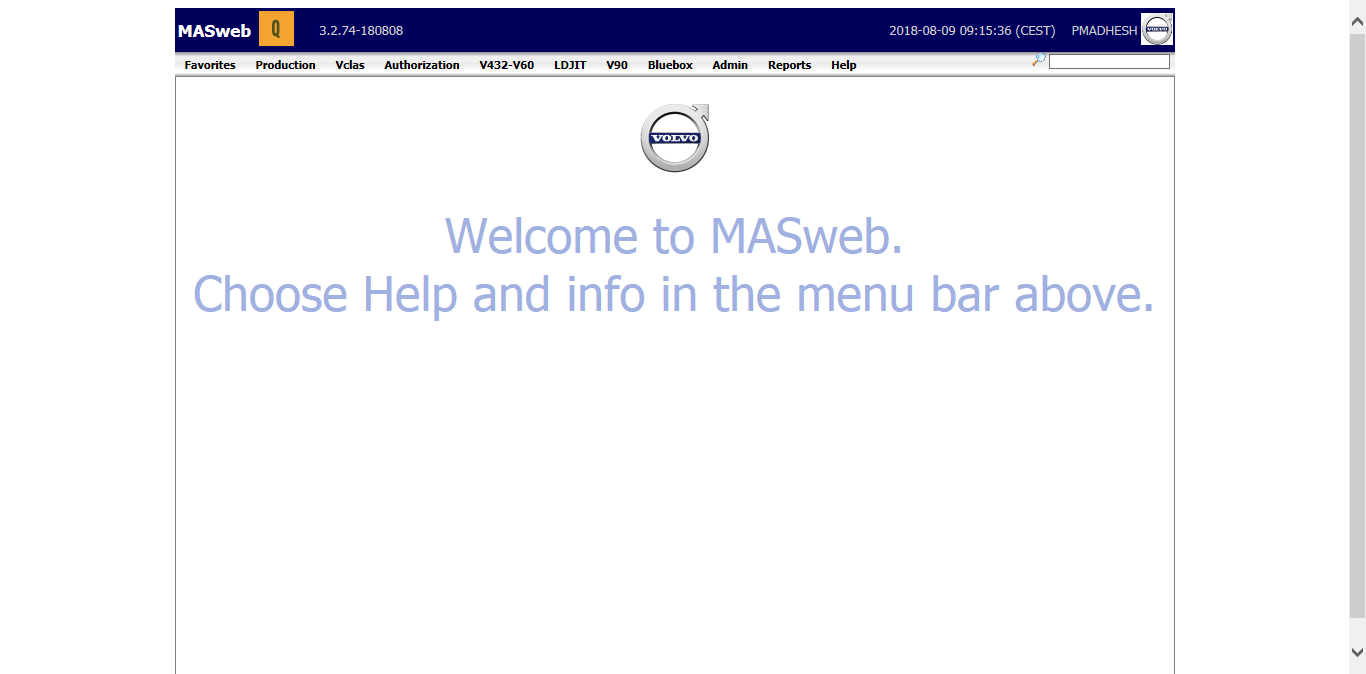 MASweb Q 3.2.74-180808 2018-08-09 09:15:36 (CEST) PMADHESH VOLVO
Favorites Production Vclas Authorization V432-V60 LDJIT V90 Bluebox Admin Reports Help
VOLVO
Welcome to MASweb.
Choose Help and info in the menu bar above.